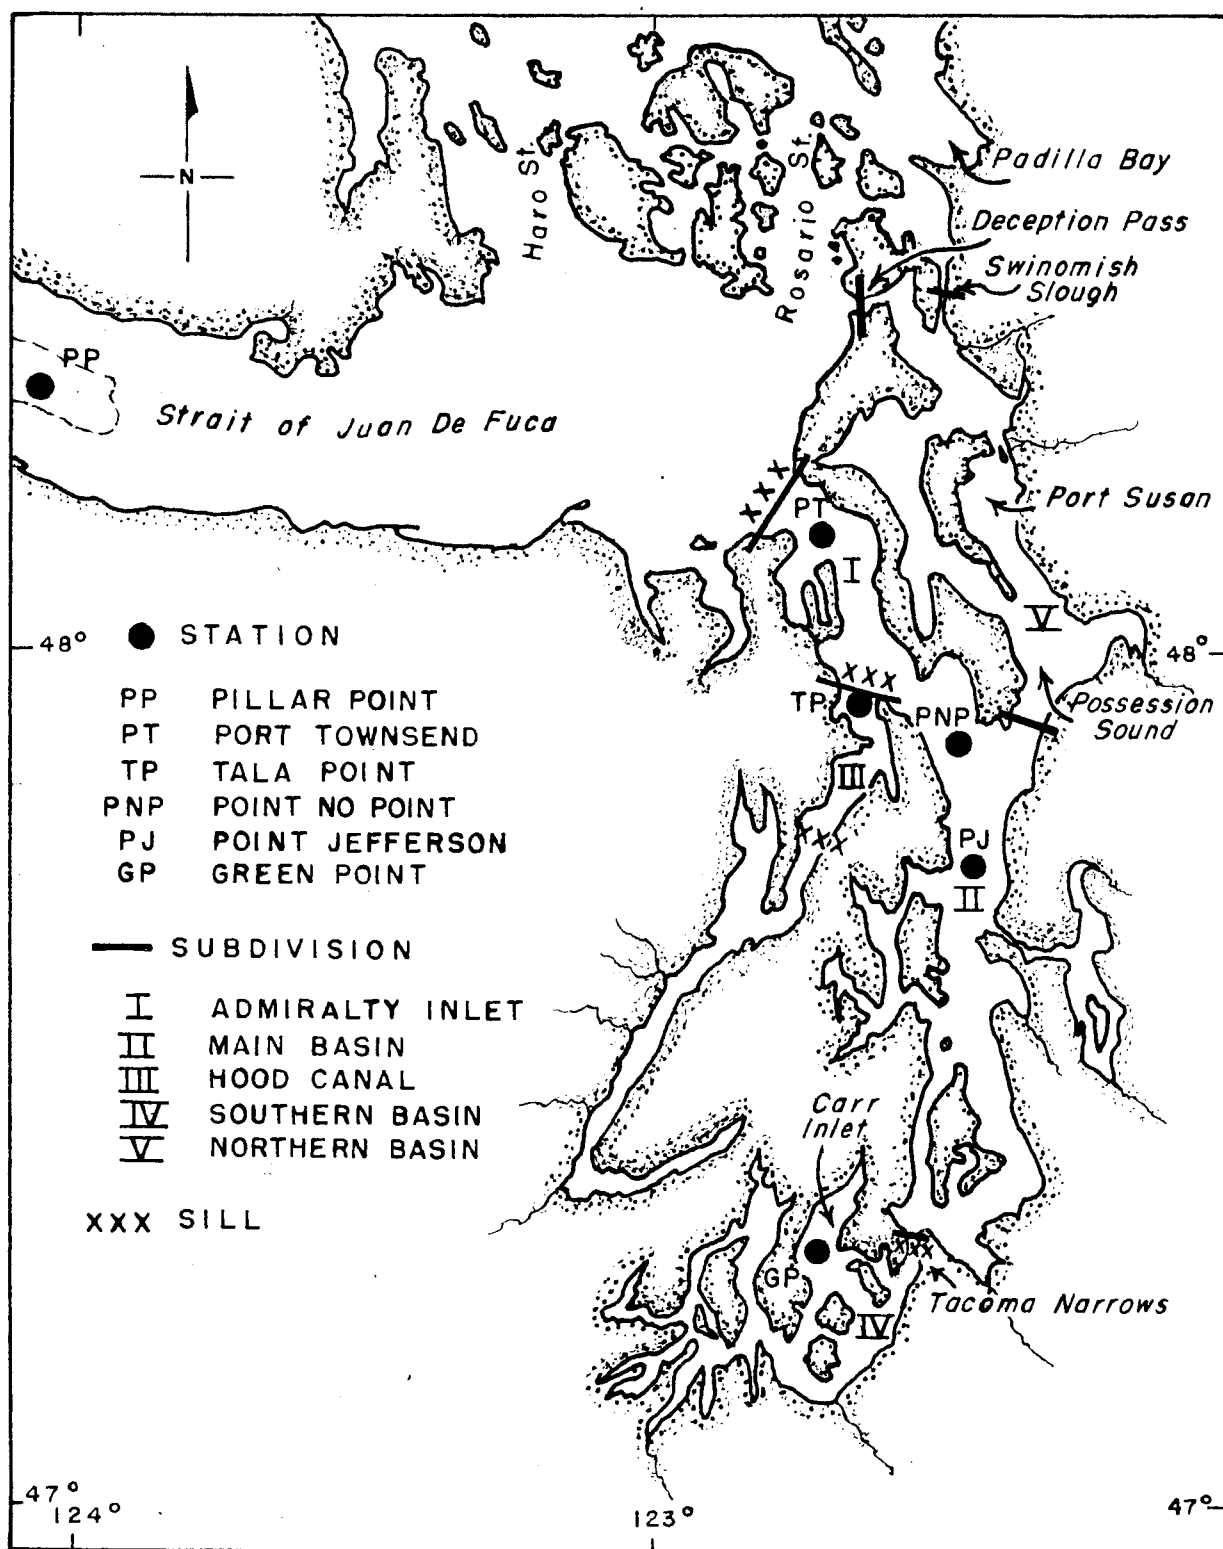 N
Haro St.
Rosario St.
Padilla Bay
Deception Pass
Swinomish
Slough
PP
Strait of Juan De Fuca
XXX
PT
Port Susan
I
V
● STATION
48°
48°
PP PILLAR POINT
PT PORT TOWNSEND
TP TALA POINT
PNP POINT NO POINT
PJ POINT JEFFERSON
GP GREEN POINT
XXX
TP
PNP
Possession
Sound
III
XXX
PJ
II
SUBDIVISION
I ADMIRALTY INLET
II MAIN BASIN
III HOOD CANAL
IV SOUTHERN BASIN
V NORTHERN BASIN
Carr
Inlet
XXX SILL
XXX
GP
Tacoma Narrows
IV
47°
124°
123°
47°